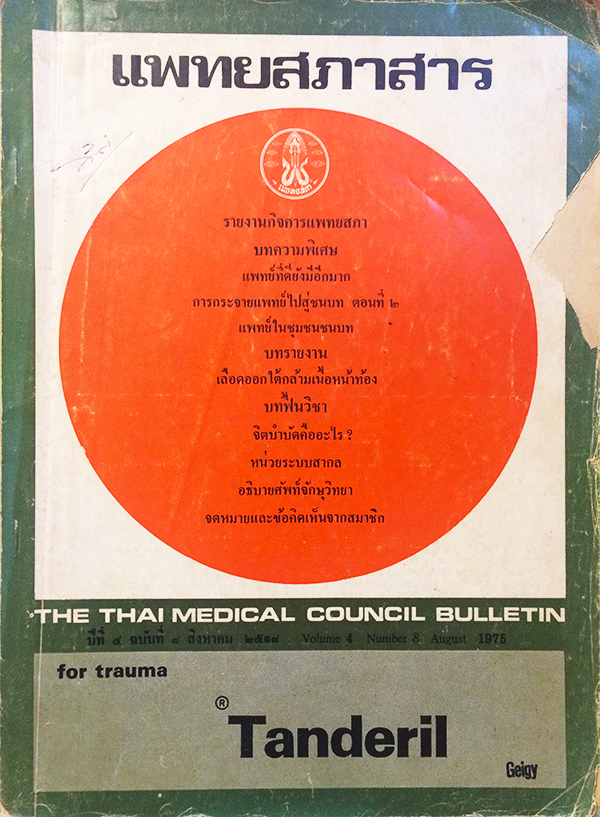 แพทยสภาสาร
แพทยสภา
รายงานกิจการแพทยสภา
บทความพิเศษ
แพทย์ที่ดียังมีอีกมาก
การกระจายแพทย์ไปสู่ชนบท ตอนที่ ๒
แพทย์ในชุมชนชนบท
บทรายงาน
เลือดออกใต้กล้ามเนื้อหน้าท้อง
บทฟื้นวิชา
จิตบำบัดคืออะไร ?
หน่วยระบบสากล
อธิบายศัพท์จักษุวิทยา
จดหมายและข้อคิดเห็นจากสมาชิก
THE THAI MEDICAL COUNCIL BULLETIN
ปีที่ ๔ ฉบับที่ ๘ สิงหาคม ๒๕๑๘ Volume 4 Number 8 August 1975
for trauma
® Tanderil
Geigy